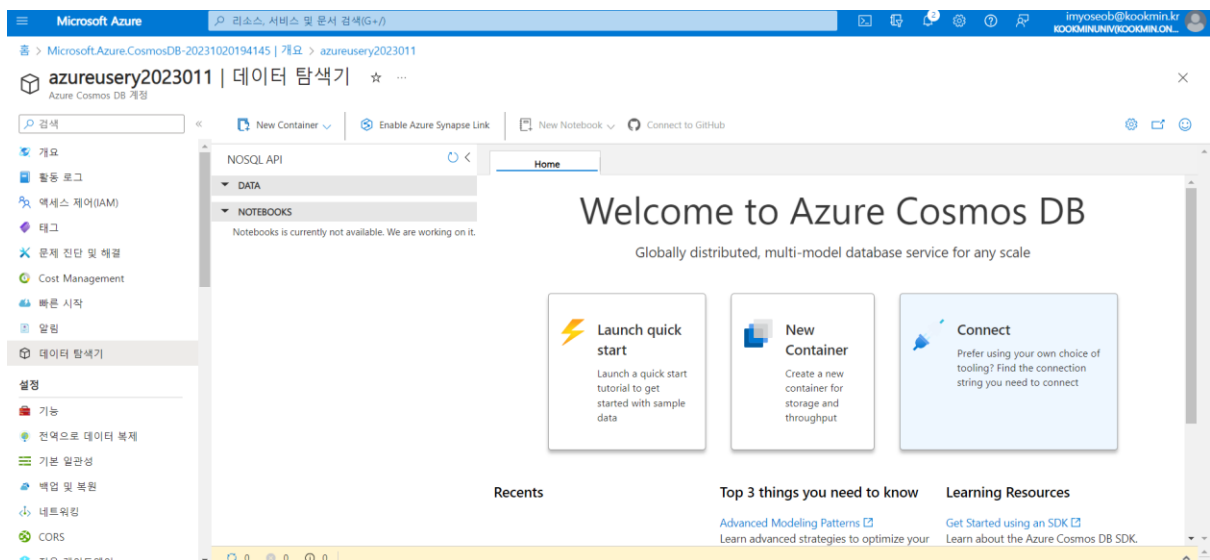 Microsoft Azure
리소스, 서비스 및 문서 검색(G+/)
imyoseob@kookmin.kr
KOOKMINUNIV(KOOKMIN.ON...
홈 > Microsoft.Azure.CosmosDB-20231020194145 | 개요 > azureusery2023011
azureusery2023011 | 데이터 탐색기
Azure Cosmos DB 계정
검색
개요
활동 로그
액세스 제어(IAM)
태그
문제 진단 및 해결
Cost Management
빠른 시작
알림
데이터 탐색기
설정
기능
전역으로 데이터 복제
기본 일관성
백업 및 복원
네트워킹
CORS
New Container
Enable Azure Synapse Link
New Notebook
Connect to GitHub
NOSQL API
DATA
NOTEBOOKS
Notebooks is currently not available. We are working on it.
Home
Welcome to Azure Cosmos DB
Globally distributed, multi-model database service for any scale
Launch quick
start
Launch a quick start
tutorial to get
started with sample
data
New
Container
Create a new
container for
storage and
throughput
Connect
Prefer using your own choice of
tooling? Find the connection
string you need to connect
Recents
Top 3 things you need to know
Advanced Modeling Patterns
Learn advanced strategies to optimize your
Learning Resources
Get Started using an SDK
Learn about the Azure Cosmos DB SDK.
0 0 0